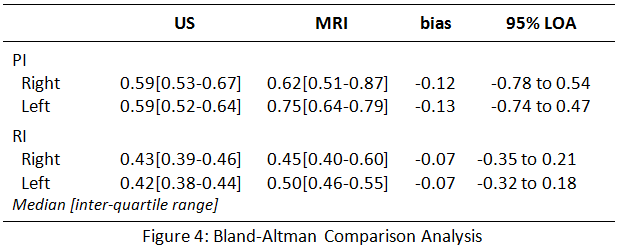 US MRI bias 95% LOA
PI
Right 0.59[0.53-0.67] 0.62[0.51-0.87] -0.12 -0.78 to 0.54
Left 0.59[0.52-0.64] 0.75[0.64-0.79] -0.13 -0.74 to 0.47
RI
Right 0.43[0.39-0.46] 0.45[0.40-0.60] -0.07 -0.35 to 0.21
Left 0.42[0.38-0.44] 0.50[0.46-0.55] -0.07 -0.32 to 0.18
Median [inter-quartile range]
Figure 4: Bland-Altman Comparison Analysis